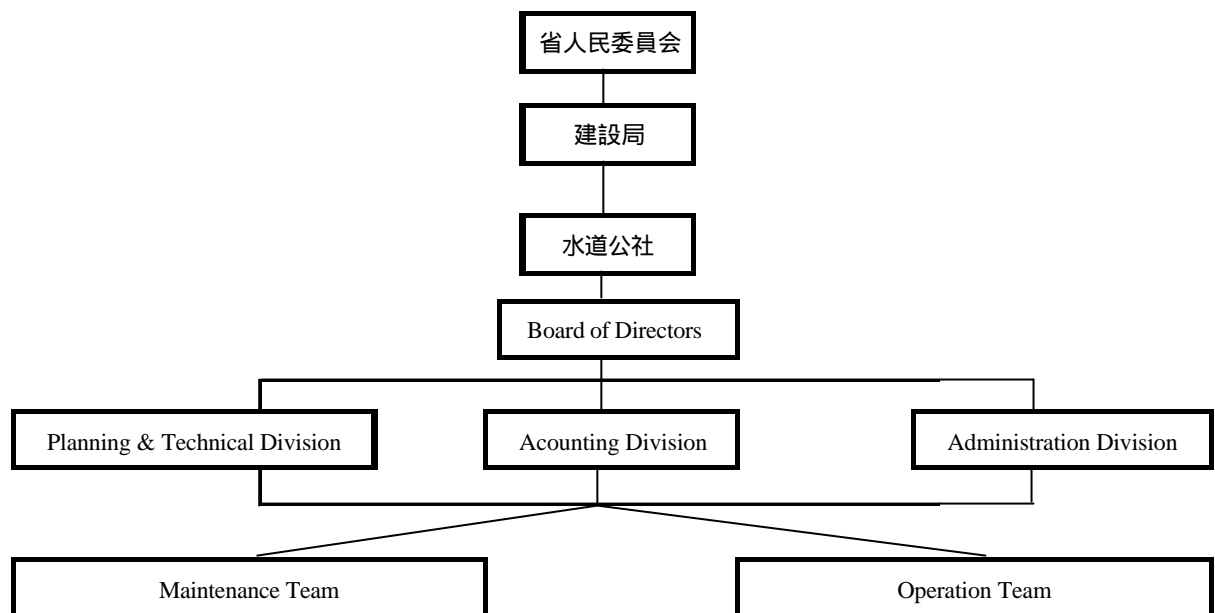 省人民委員会
建設局
水道公社
Board of Directors
Planning & Technical Division
Acounting Division
Administration Division
Maintenance Team
Operation Team